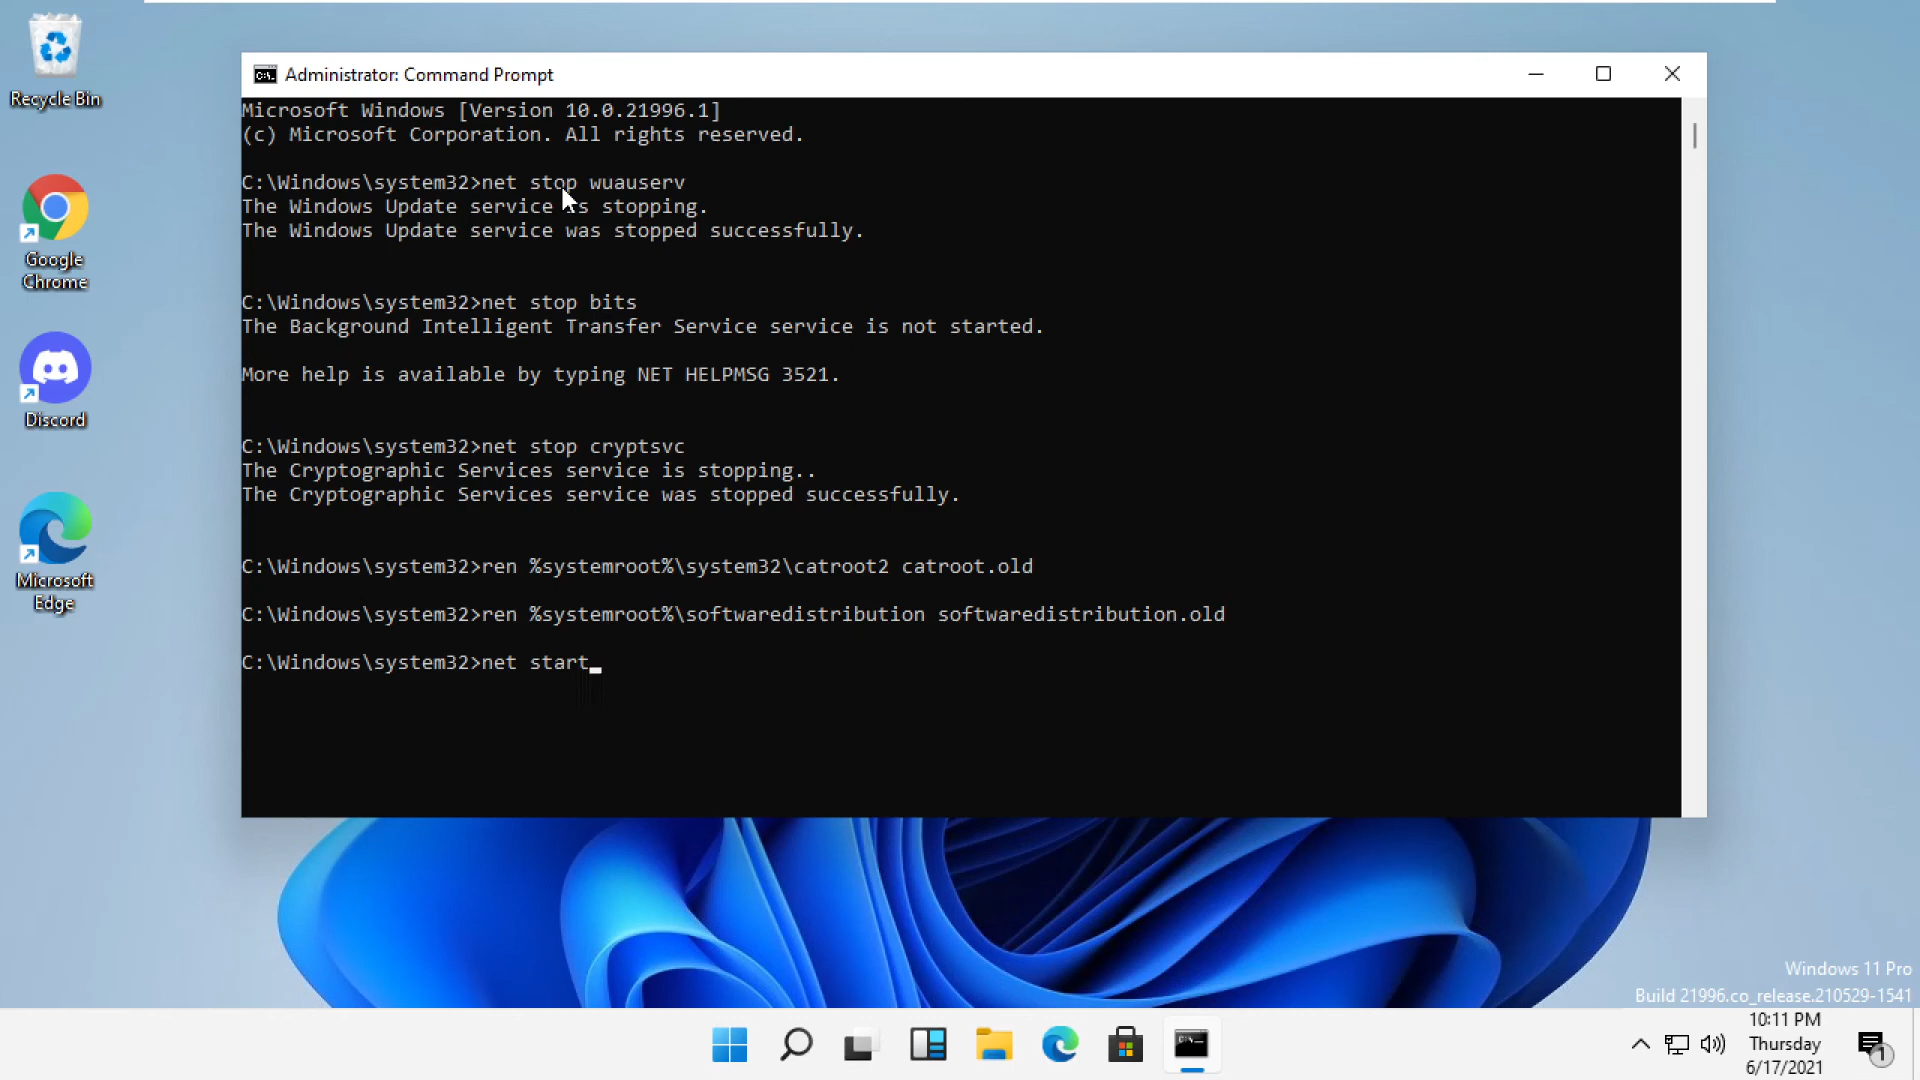 Recycle Bin
Google
Chrome
Discord
Microsoft
Edge
Administrator: Command Prompt
Microsoft Windows [Version 10.0.21996.1]
(c) Microsoft Corporation. All rights reserved.
C:\Windows\system32>net stop wuauserv
The Windows Update service is stopping.
The Windows Update service was stopped successfully.
C:\Windows\system32>net stop bits
The Background Intelligent Transfer Service service is not started.
More help is available by typing NET HELPMSG 3521.
C:\Windows\system32>net stop cryptsvc
The Cryptographic Services service is stopping..
The Cryptographic Services service was stopped successfully.
C:\Windows\system32>ren %systemroot%\system32\catroot2 catroot.old
C:\Windows\system32>ren %systemroot%\softwaredistribution softwaredistribution.old
C:\Windows\system32>net start_
Windows 11 Pro
Build 21996.co_release.210529-1541
10:11 PM
Thursday
6/17/2021
1